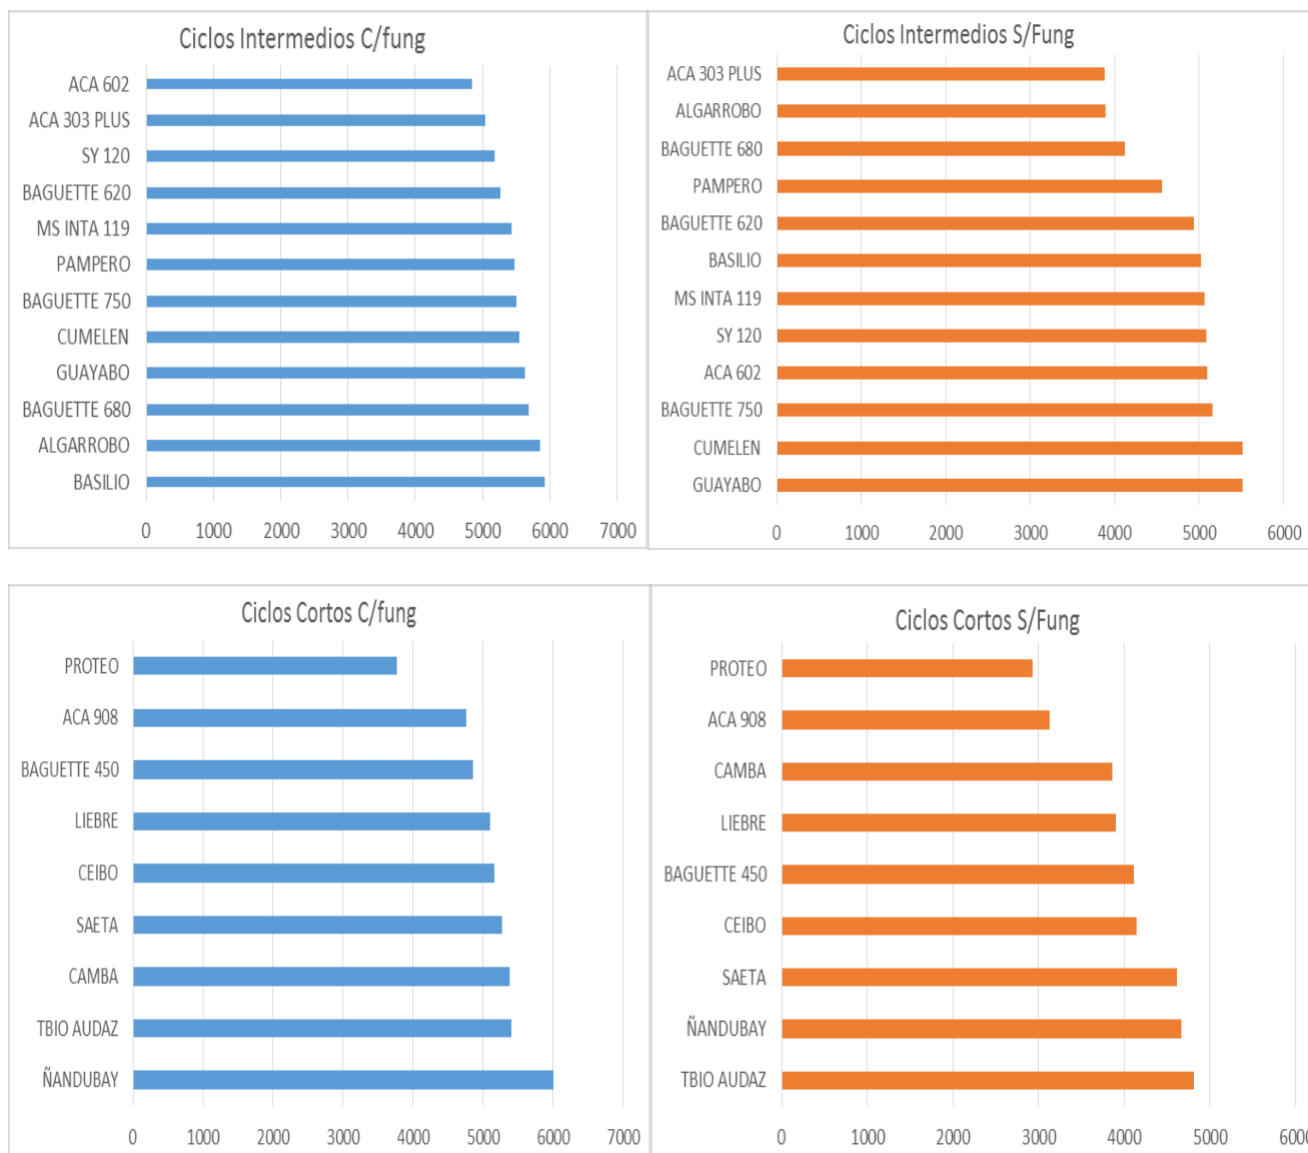 Ciclos Intermedios C/fung
ACA 602
ACA 303 PLUS
SY 120
BAGUETTE 620
MS INTA 119
PAMPERO
BAGUETTE 750
CUMELEN
GUAYABO
BAGUETTE 680
ALGARROBO
BASILIO
0 1000 2000 3000 4000 5000 6000 7000
Ciclos Intermedios S/Fung
ACA 303 PLUS
ALGARROBO
BAGUETTE 680
PAMPERO
BAGUETTE 620
BASILIO
MS INTA 119
SY 120
ACA 602
BAGUETTE 750
CUMELEN
GUAYABO
0 1000 2000 3000 4000 5000 6000
Ciclos Cortos C/fung
PROTEO
ACA 908
BAGUETTE 450
LIEBRE
CEIBO
SAETA
CAMBA
TBIO AUDAZ
ÑANDUBAY
0 1000 2000 3000 4000 5000 6000 7000
Ciclos Cortos S/Fung
PROTEO
ACA 908
CAMBA
LIEBRE
BAGUETTE 450
CEIBO
SAETA
ÑANDUBAY
TBIO AUDAZ
0 1000 2000 3000 4000 5000 6000